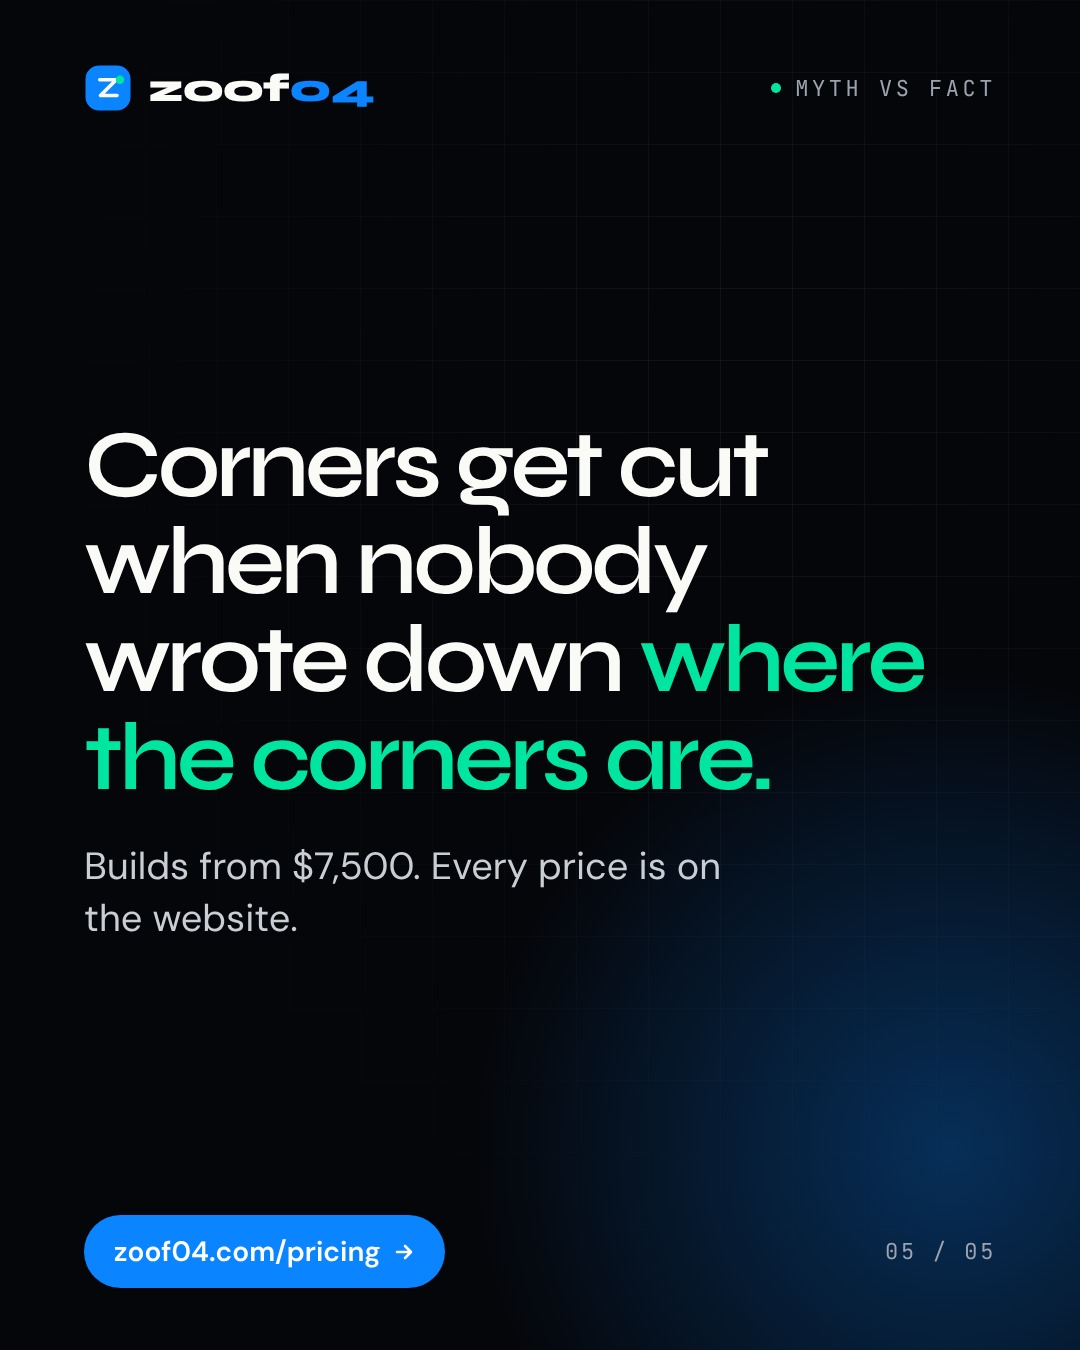 Z zoof04
MYTH VS FACT
Corners get cut
when nobody
wrote down where
the corners are.
Builds from $7,500. Every price is on
the website.
zoof04.com/pricing →
05 / 05